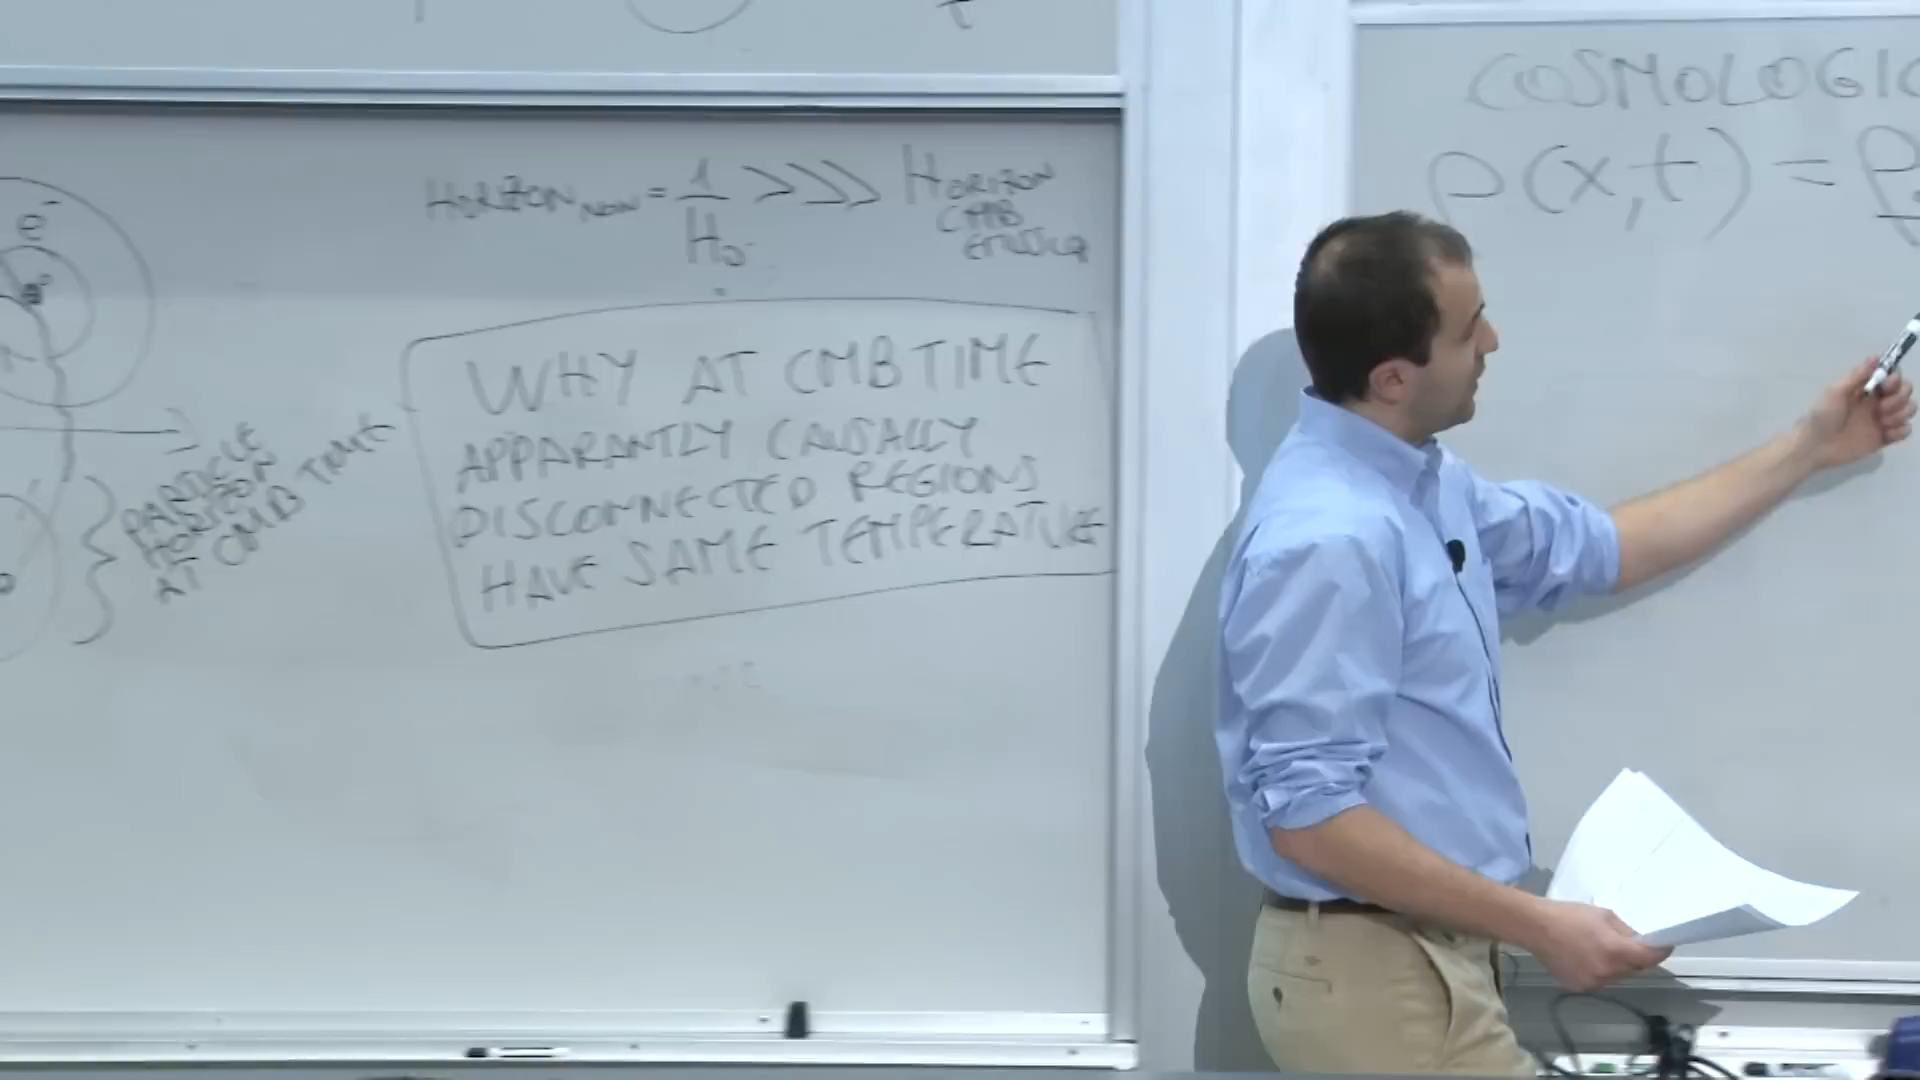 e⁻
HORIZON NOW = 1/H₀ >>>> HORIZON
CMB
EMISSION
WHY AT CMB TIME
APPARANTLY CAUSALLY
DISCONNECTED REGIONS
HAVE SAME TEMPERATURE
PARTICLE
HORIZON
AT CMB TIME
COSMOLOGIC
ρ(x,t) = ρ